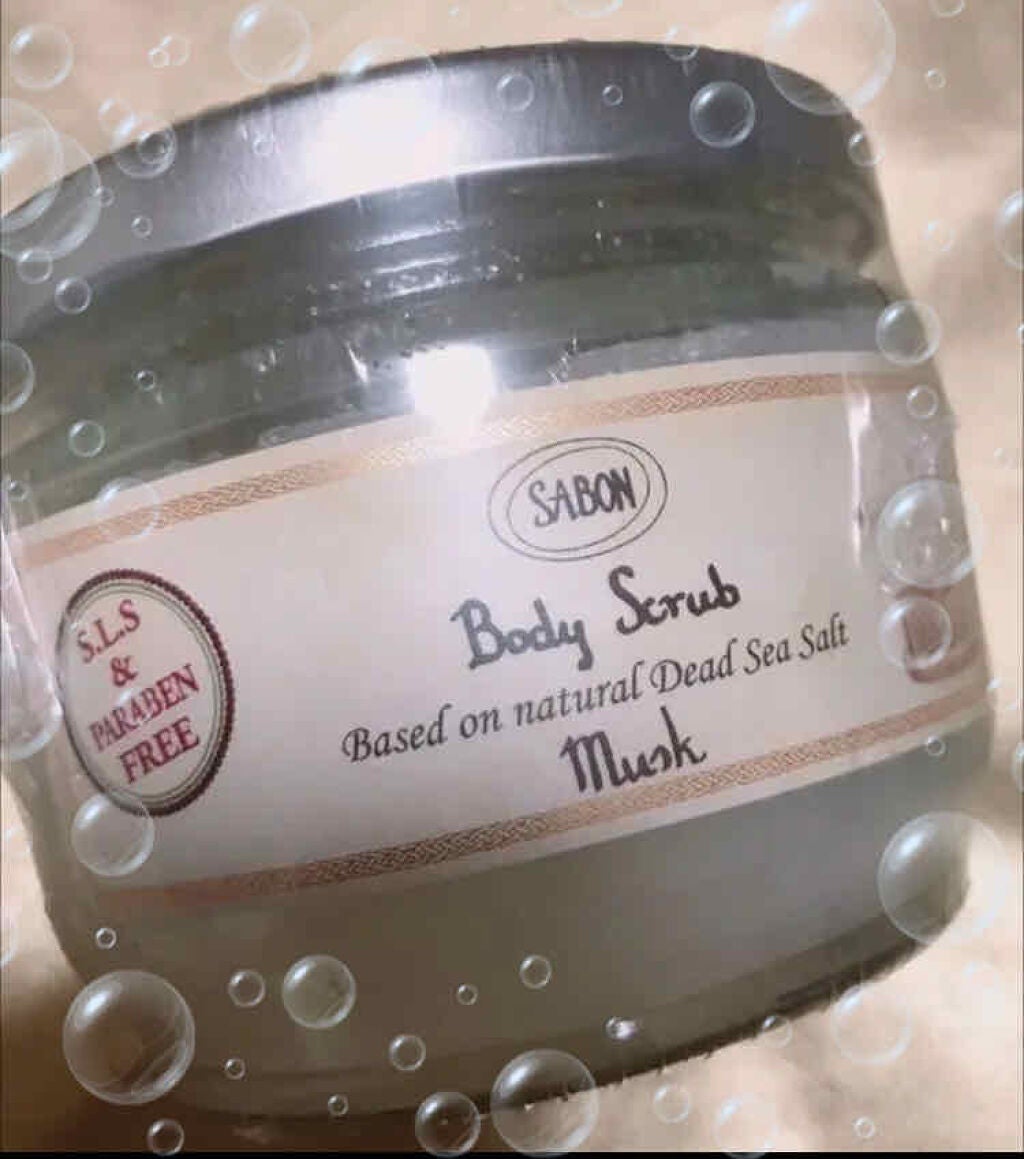 SABON
Body Scrub
Based on natural Dead Sea Salt
Musk
S.L.S
&
PARABEN
FREE